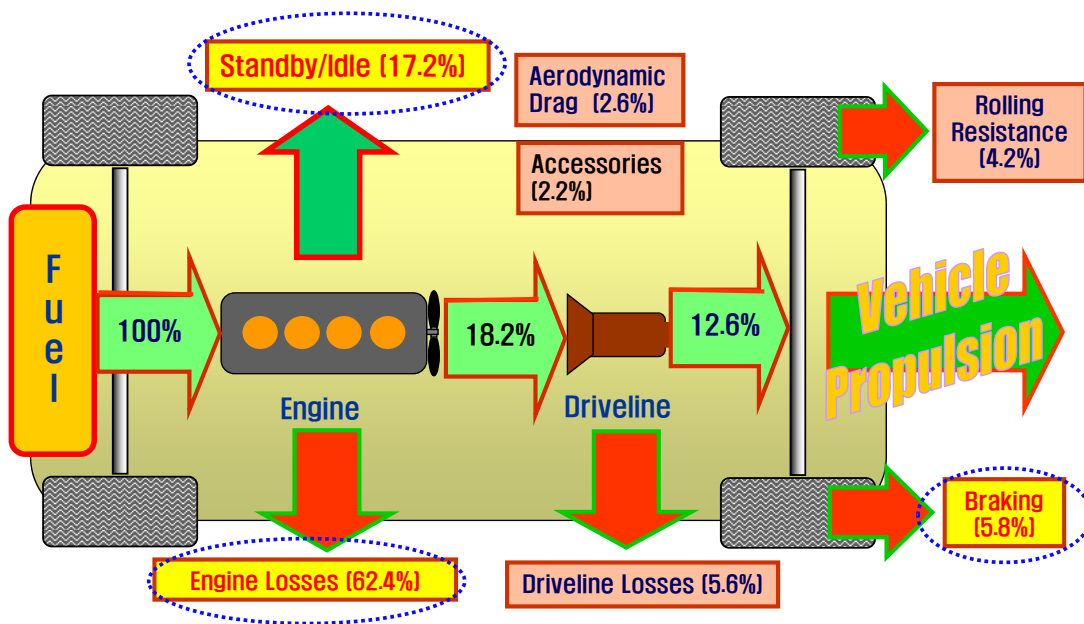 Standby/Idle (17.2%)
Aerodynamic
Drag (2.6%)
Rolling
Resistance
(4.2%)
Accessories
(2.2%)
Fuel
100%
18.2%
12.6%
Vehicle
Propulsion
Engine
Driveline
Braking
(5.8%)
Engine Losses (62.4%)
Driveline Losses (5.6%)